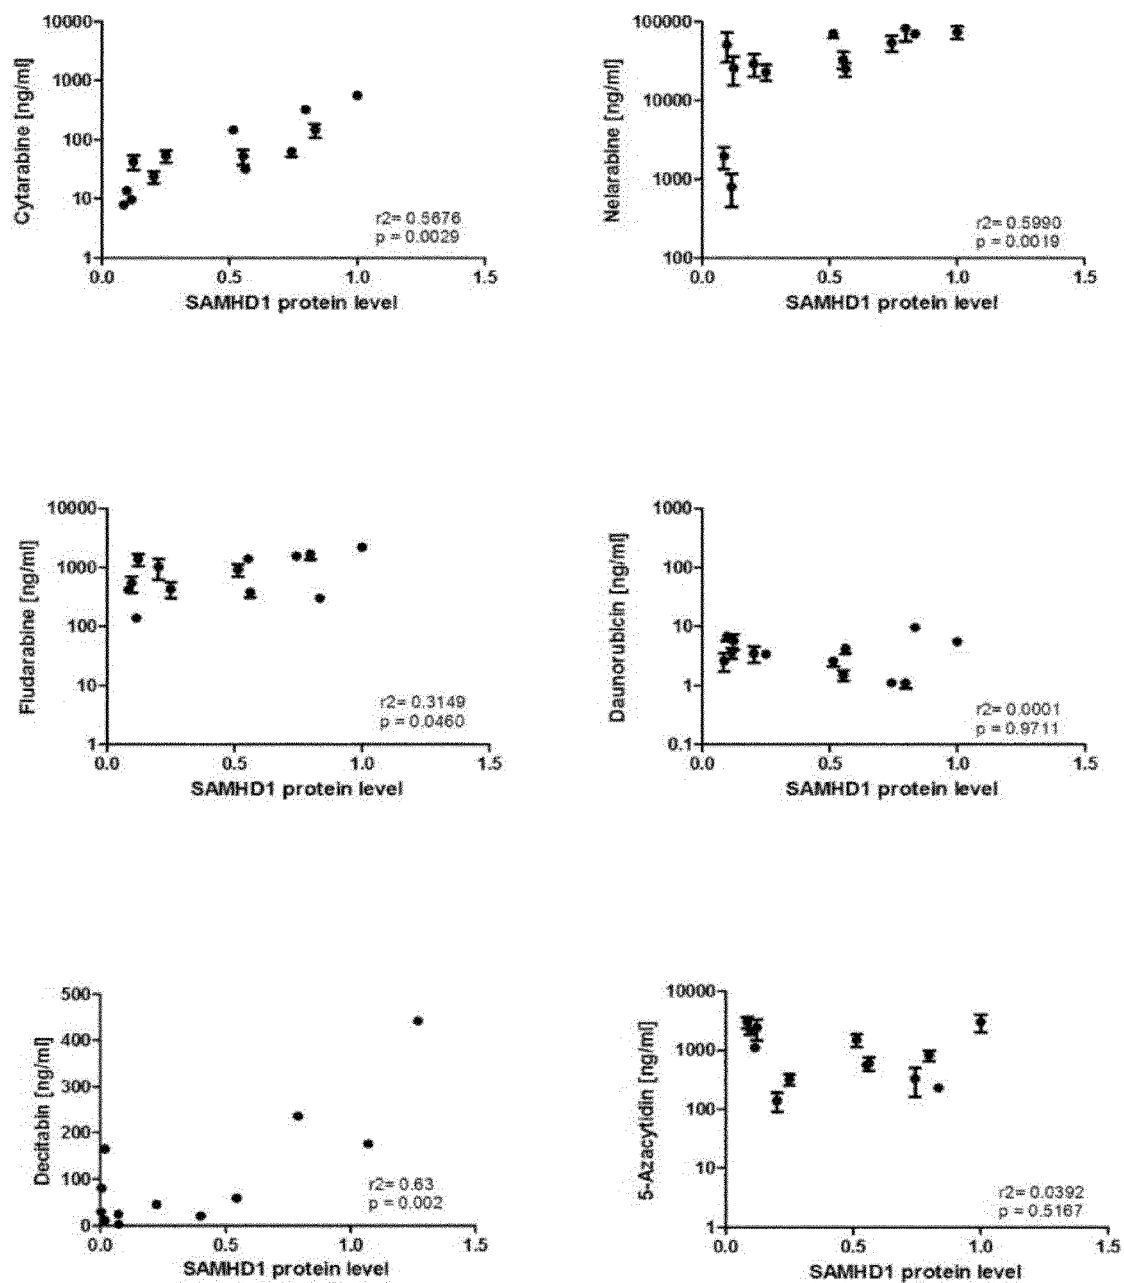 Cytarabine [ng/ml]
10000
1000
100
10
1
0.0 0.5 1.0 1.5
r2= 0.5676
p = 0.0029
SAMHD1 protein level
Nelarabine [ng/ml]
100000
10000
1000
100
0.0 0.5 1.0 1.5
r2= 0.5990
p = 0.0019
SAMHD1 protein level
Fludarabine [ng/ml]
10000
1000
100
10
1
0.0 0.5 1.0 1.5
r2= 0.3149
p = 0.0460
SAMHD1 protein level
Daunorubicin [ng/ml]
1000
100
10
1
0.1
0.0 0.5 1.0 1.5
r2= 0.0001
p = 0.9711
SAMHD1 protein level
Decitabin [ng/ml]
500
400
300
200
100
0
0.0 0.5 1.0 1.5
r2= 0.63
p = 0.002
SAMHD1 protein level
5-Azacytidin [ng/ml]
10000
1000
100
10
1
0.0 0.5 1.0 1.5
r2= 0.0392
p = 0.5167
SAMHD1 protein level